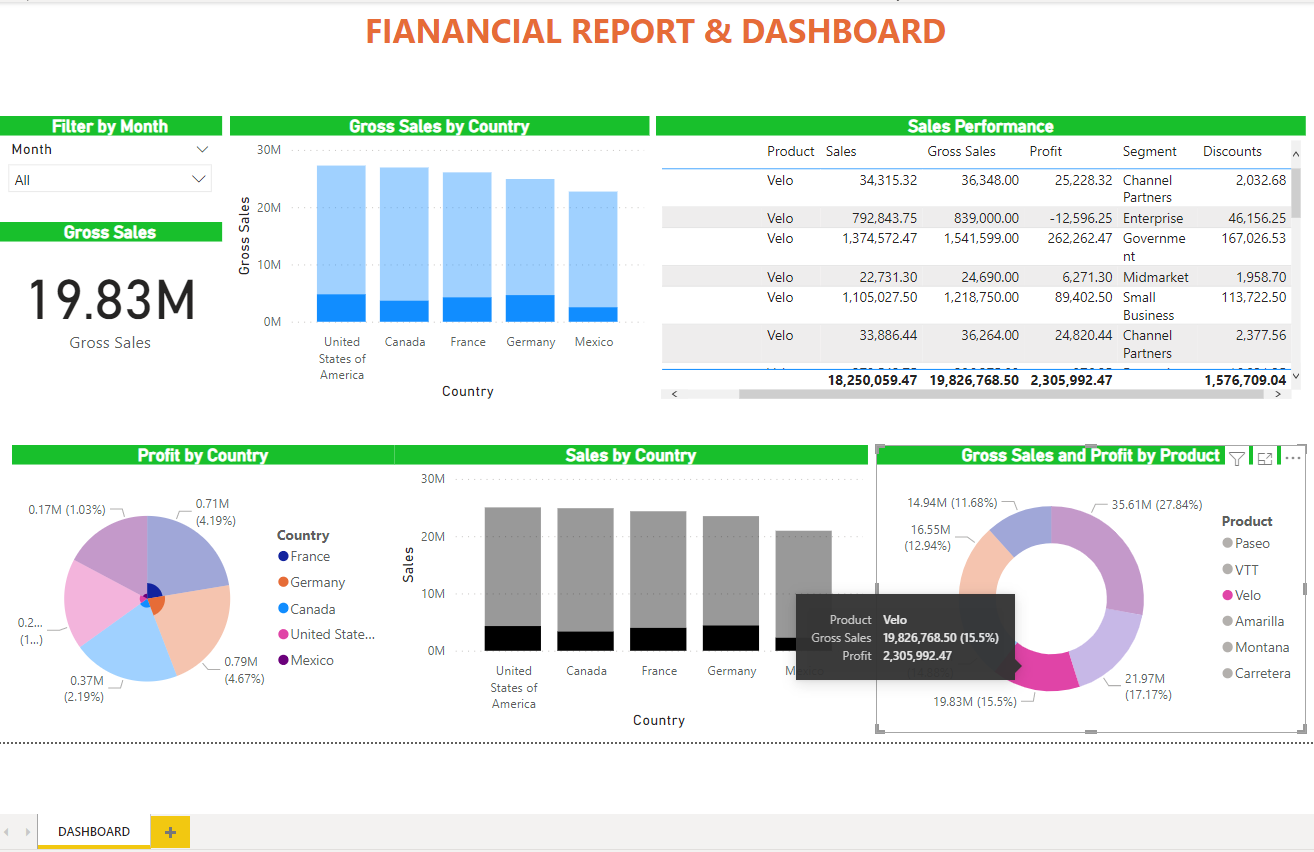 FIANANCIAL REPORT & DASHBOARD
Filter by Month
Month
All
Gross Sales
19.83M
Gross Sales
Gross Sales by Country
30M
20M
10M
0M
Gross Sales
United
States of
America
Canada
France
Germany
Mexico
Country
Sales Performance
Product Sales Gross Sales Profit Segment Discounts
Velo 34,315.32 36,348.00 25,228.32 Channel 2,032.68
Partners
Velo 792,843.75 839,000.00 -12,596.25 Enterprise 46,156.25
Velo 1,374,572.47 1,541,599.00 262,262.47 Governme 167,026.53
nt
Velo 22,731.30 24,690.00 6,271.30 Midmarket 1,958.70
Velo 1,105,027.50 1,218,750.00 89,402.50 Small 113,722.50
Business
Velo 33,886.44 36,264.00 24,820.44 Channel 2,377.56
Partners
18,250,059.47 19,826,768.50 2,305,992.47 1,576,709.04
Profit by Country
0.17M (1.03%)
0.71M
(4.19%)
0.2...
(1...)
0.37M
(2.19%)
0.79M
(4.67%)
Country
France
Germany
Canada
United State...
Mexico
Sales by Country
30M
20M
10M
0M
Sales
United
States of
America
Canada
France
Germany
M
Country
Gross Sales and Profit by Product
14.94M (11.68%)
35.61M (27.84%)
16.55M
(12.94%)
21.97M
(17.17%)
19.83M (15.5%)
Product Velo
Gross Sales 19,826,768.50 (15.5%)
Profit 2,305,992.47
Product
Paseo
VTT
Velo
Amarilla
Montana
Carretera
DASHBOARD